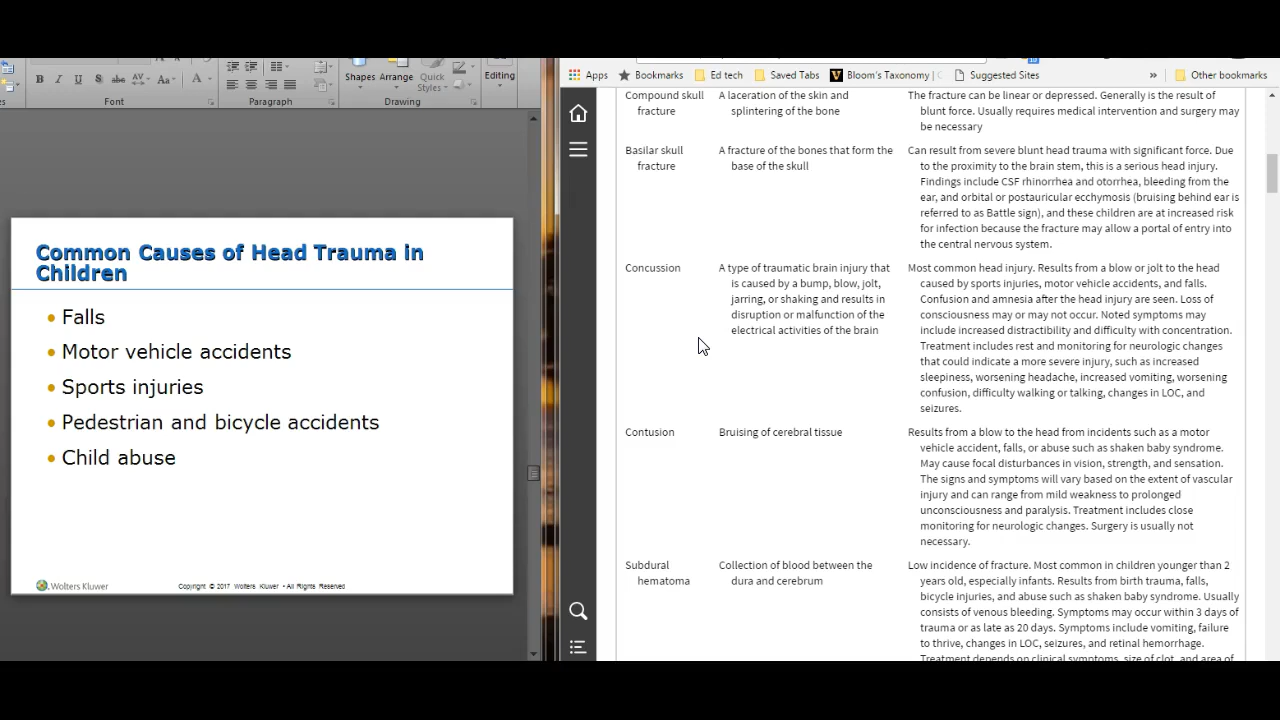 B I U S abc AV Aa A
Shapes Arrange Quick Styles Editing
Font Paragraph Drawing
Common Causes of Head Trauma in
Children
• Falls
• Motor vehicle accidents
• Sports injuries
• Pedestrian and bicycle accidents
• Child abuse
Wolters Kluwer Copyright © 2017 Wolters Kluwer • All Rights Reserved
Apps Bookmarks Ed tech Saved Tabs Bloom's Taxonomy | Suggested Sites » Other bookmarks
Compound skull
fracture
A laceration of the skin and
splintering of the bone
The fracture can be linear or depressed. Generally is the result of
blunt force. Usually requires medical intervention and surgery may
be necessary
Basilar skull
fracture
A fracture of the bones that form the
base of the skull
Can result from severe blunt head trauma with significant force. Due
to the proximity to the brain stem, this is a serious head injury.
Findings include CSF rhinorrhea and otorrhea, bleeding from the
ear, and orbital or postauricular ecchymosis (bruising behind ear is
referred to as Battle sign), and these children are at increased risk
for infection because the fracture may allow a portal of entry into
the central nervous system.
Concussion
A type of traumatic brain injury that
is caused by a bump, blow, jolt,
jarring, or shaking and results in
disruption or malfunction of the
electrical activities of the brain
Most common head injury. Results from a blow or jolt to the head
caused by sports injuries, motor vehicle accidents, and falls.
Confusion and amnesia after the head injury are seen. Loss of
consciousness may or may not occur. Noted symptoms may
include increased distractibility and difficulty with concentration.
Treatment includes rest and monitoring for neurologic changes
that could indicate a more severe injury, such as increased
sleepiness, worsening headache, increased vomiting, worsening
confusion, difficulty walking or talking, changes in LOC, and
seizures.
Contusion
Bruising of cerebral tissue
Results from a blow to the head from incidents such as a motor
vehicle accident, falls, or abuse such as shaken baby syndrome.
May cause focal disturbances in vision, strength, and sensation.
The signs and symptoms will vary based on the extent of vascular
injury and can range from mild weakness to prolonged
unconsciousness and paralysis. Treatment includes close
monitoring for neurologic changes. Surgery is usually not
necessary.
Subdural
hematoma
Collection of blood between the
dura and cerebrum
Low incidence of fracture. Most common in children younger than 2
years old, especially infants. Results from birth trauma, falls,
bicycle injuries, and abuse such as shaken baby syndrome. Usually
consists of venous bleeding. Symptoms may occur within 3 days of
trauma or as late as 20 days. Symptoms include vomiting, failure
to thrive, changes in LOC, seizures, and retinal hemorrhage.
Treatment depends on clinical symptoms, size of clot, and area of